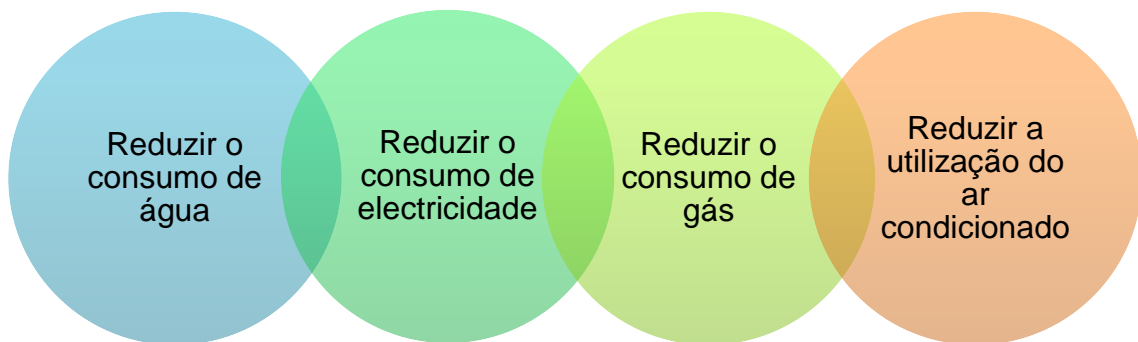 Reduzir o
consumo de
água
Reduzir o
consumo de
electricidade
Reduzir o
consumo de
gás
Reduzir a
utilização do
ar
condicionado